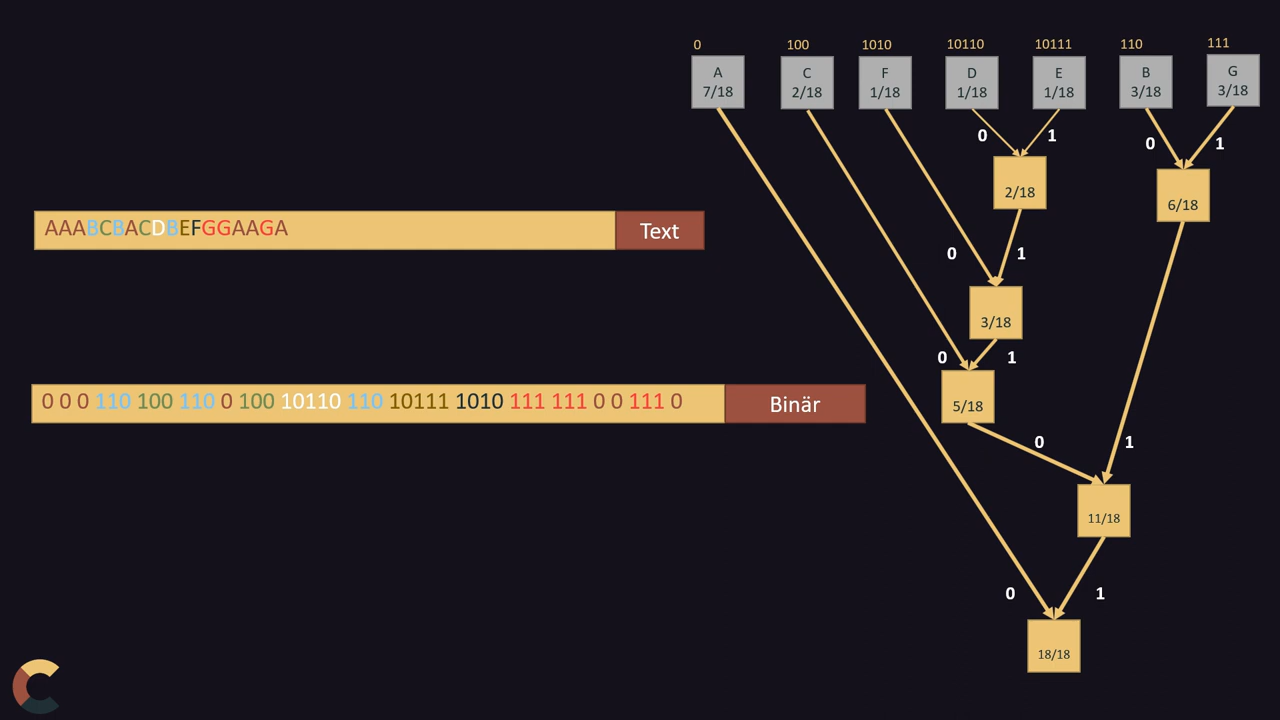 0 100 1010 10110 10111 110 111
A C F D E B G
7/18 2/18 1/18 1/18 1/18 3/18 3/18
0 1 0 1
2/18 6/18
AAABCBACDBEFGGAAGA Text
0 1
3/18
0 1
0 0 0 110 100 110 0 100 10110 110 10111 1010 111 111 0 0 111 0 Binär
5/18
0 1
11/18
0 1
18/18